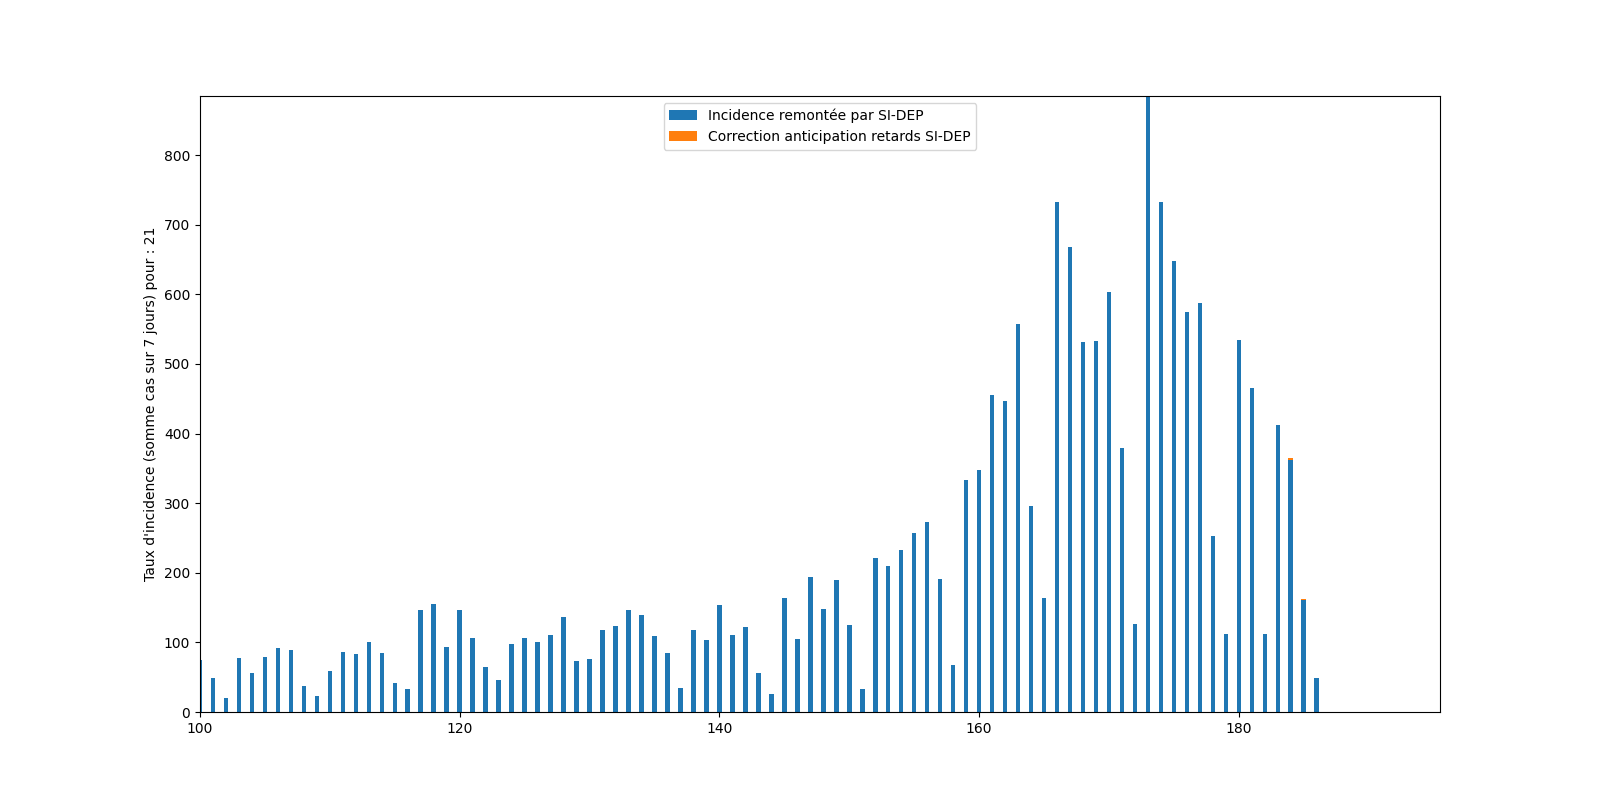 Incidence remontée par SI-DEP
Correction anticipation retards SI-DEP
Taux d'incidence (somme cas sur 7 jours) pour : 21
800
700
600
500
400
300
200
100
0
100 120 140 160 180